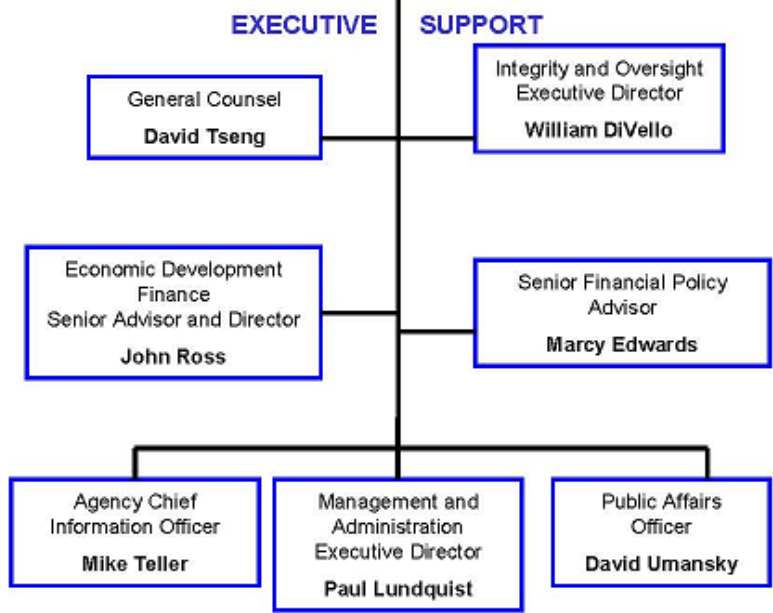 EXECUTIVE SUPPORT
General Counsel
David Tseng
Integrity and Oversight
Executive Director
William DiVello
Economic Development
Finance
Senior Advisor and Director
John Ross
Senior Financial Policy
Advisor
Marcy Edwards
Agency Chief
Information Officer
Mike Teller
Management and
Administration
Executive Director
Paul Lundquist
Public Affairs
Officer
David Umansky